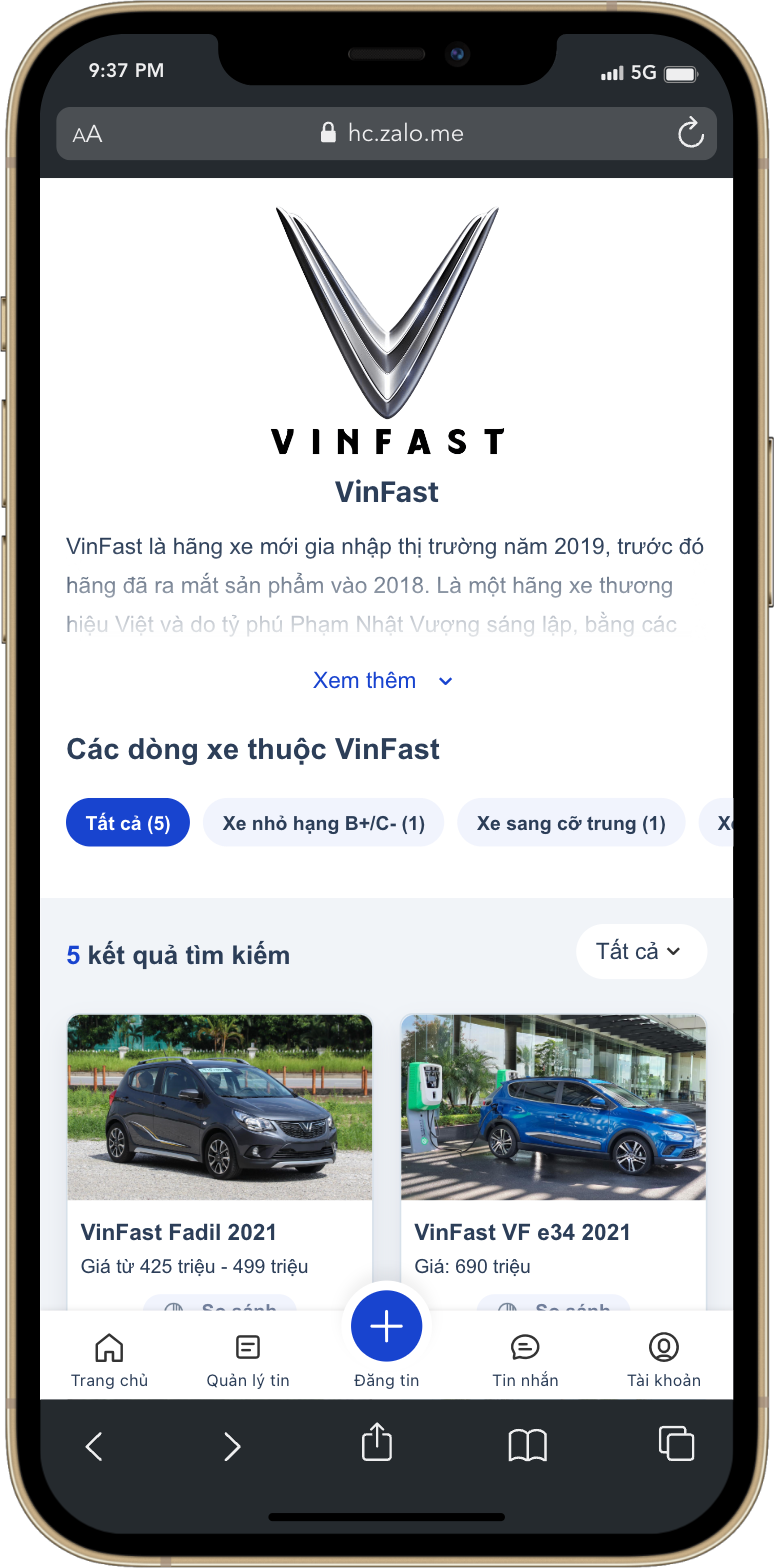 9:37 PM
5G
AA
hc.zalo.me
VINFAST
VinFast
VinFast là hãng xe mới gia nhập thị trường năm 2019, trước đó
hãng đã ra mắt sản phẩm vào 2018. Là một hãng xe thương
hiệu Việt và do tỷ phú Phạm Nhật Vượng sáng lập, bằng các
Xem thêm
Các dòng xe thuộc VinFast
Tất cả (5)
Xe nhỏ hạng B+/C- (1)
Xe sang cỡ trung (1)
5 kết quả tìm kiếm
Tất cả
VinFast Fadil 2021
Giá từ 425 triệu - 499 triệu
So sánh
VinFast VF e34 2021
Giá: 690 triệu
So sánh
Trang chủ
Quản lý tin
Đăng tin
Tin nhắn
Tài khoản